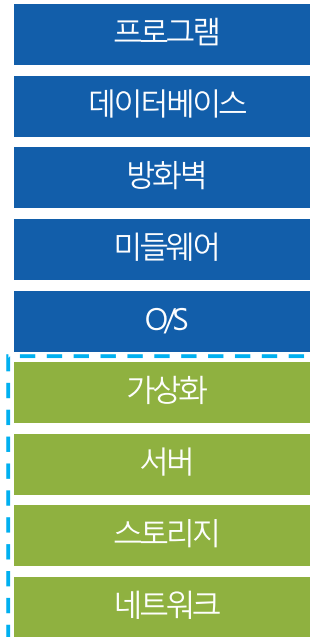 프로그램
데이터베이스
방화벽
미들웨어
O/S
가상화
서버
스토리지
네트워크